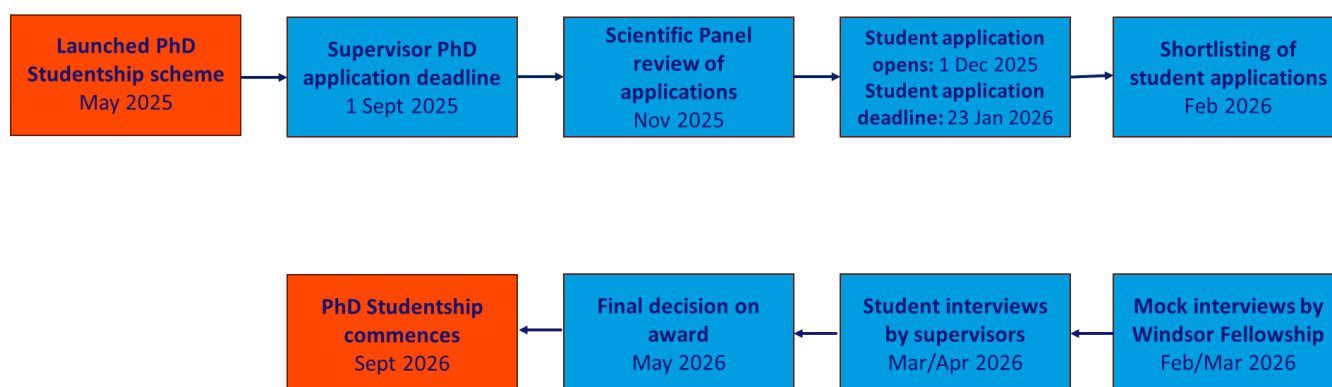 Launched PhD
Studentship scheme
May 2025
Supervisor PhD
application deadline
1 Sept 2025
Scientific Panel
review of
applications
Nov 2025
Student application
opens: 1 Dec 2025
Student application
deadline: 23 Jan 2026
Shortlisting of
student applications
Feb 2026
Mock interviews by
Windsor Fellowship
Feb/Mar 2026
Student interviews
by supervisors
Mar/Apr 2026
Final decision on
award
May 2026
PhD Studentship
commences
Sept 2026